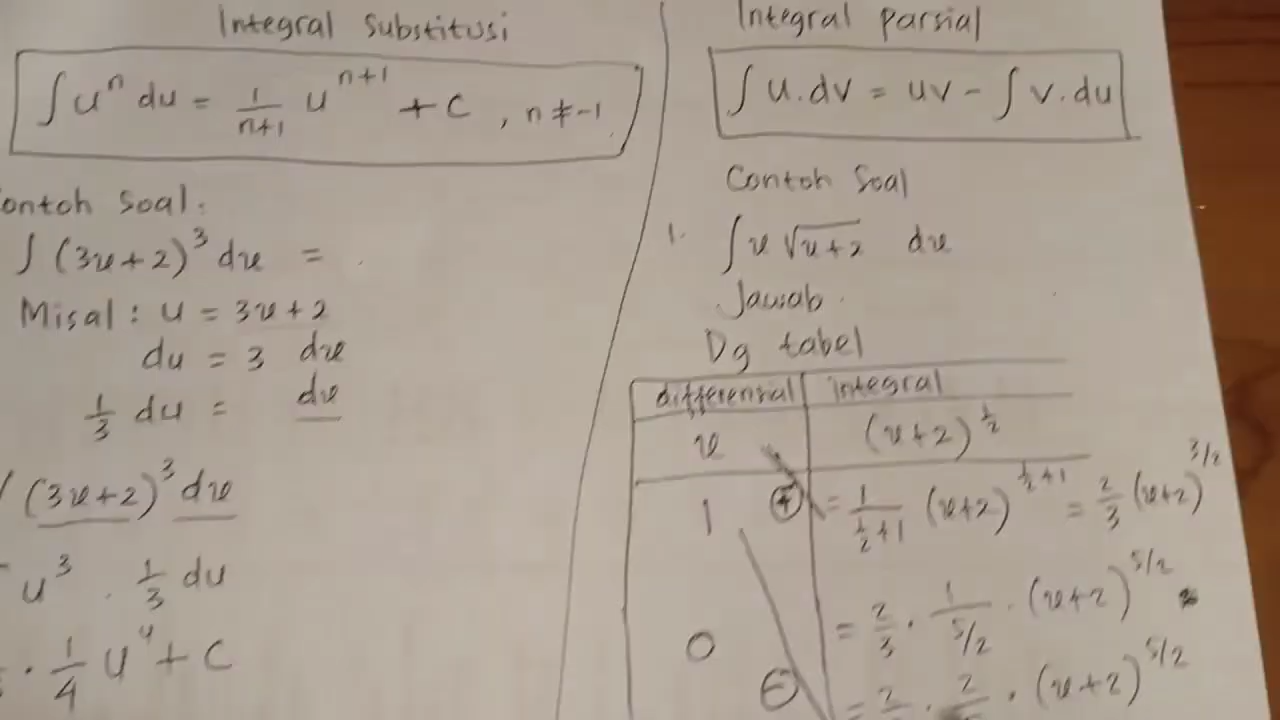 Integral Substitusi
∫ u^n du = 1/(n+1) u^(n+1) + C , n ≠ -1
Contoh Soal:
∫ (3x+2)^3 dx =
Misal : u = 3x+2
du = 3 dx
1/3 du = dx
∫ (3x+2)^3 dx
u^3 . 1/3 du
. 1/4 u^4 + C
Integral Parsial
∫ u.dv = uv - ∫ v.du
Contoh Soal
1. ∫ x √(x+2) dx
Jawab.
Dg tabel
differensial integral
x (x+2)^(1/2)
1 (+) = 1/(1/2+1) (x+2)^(1/2+1) = 2/3 (x+2)^(3/2)
= 2/3 . 1/(5/2) . (x+2)^(5/2)
0
(-) = 2/ . 2/ . (x+2)^(5/2)